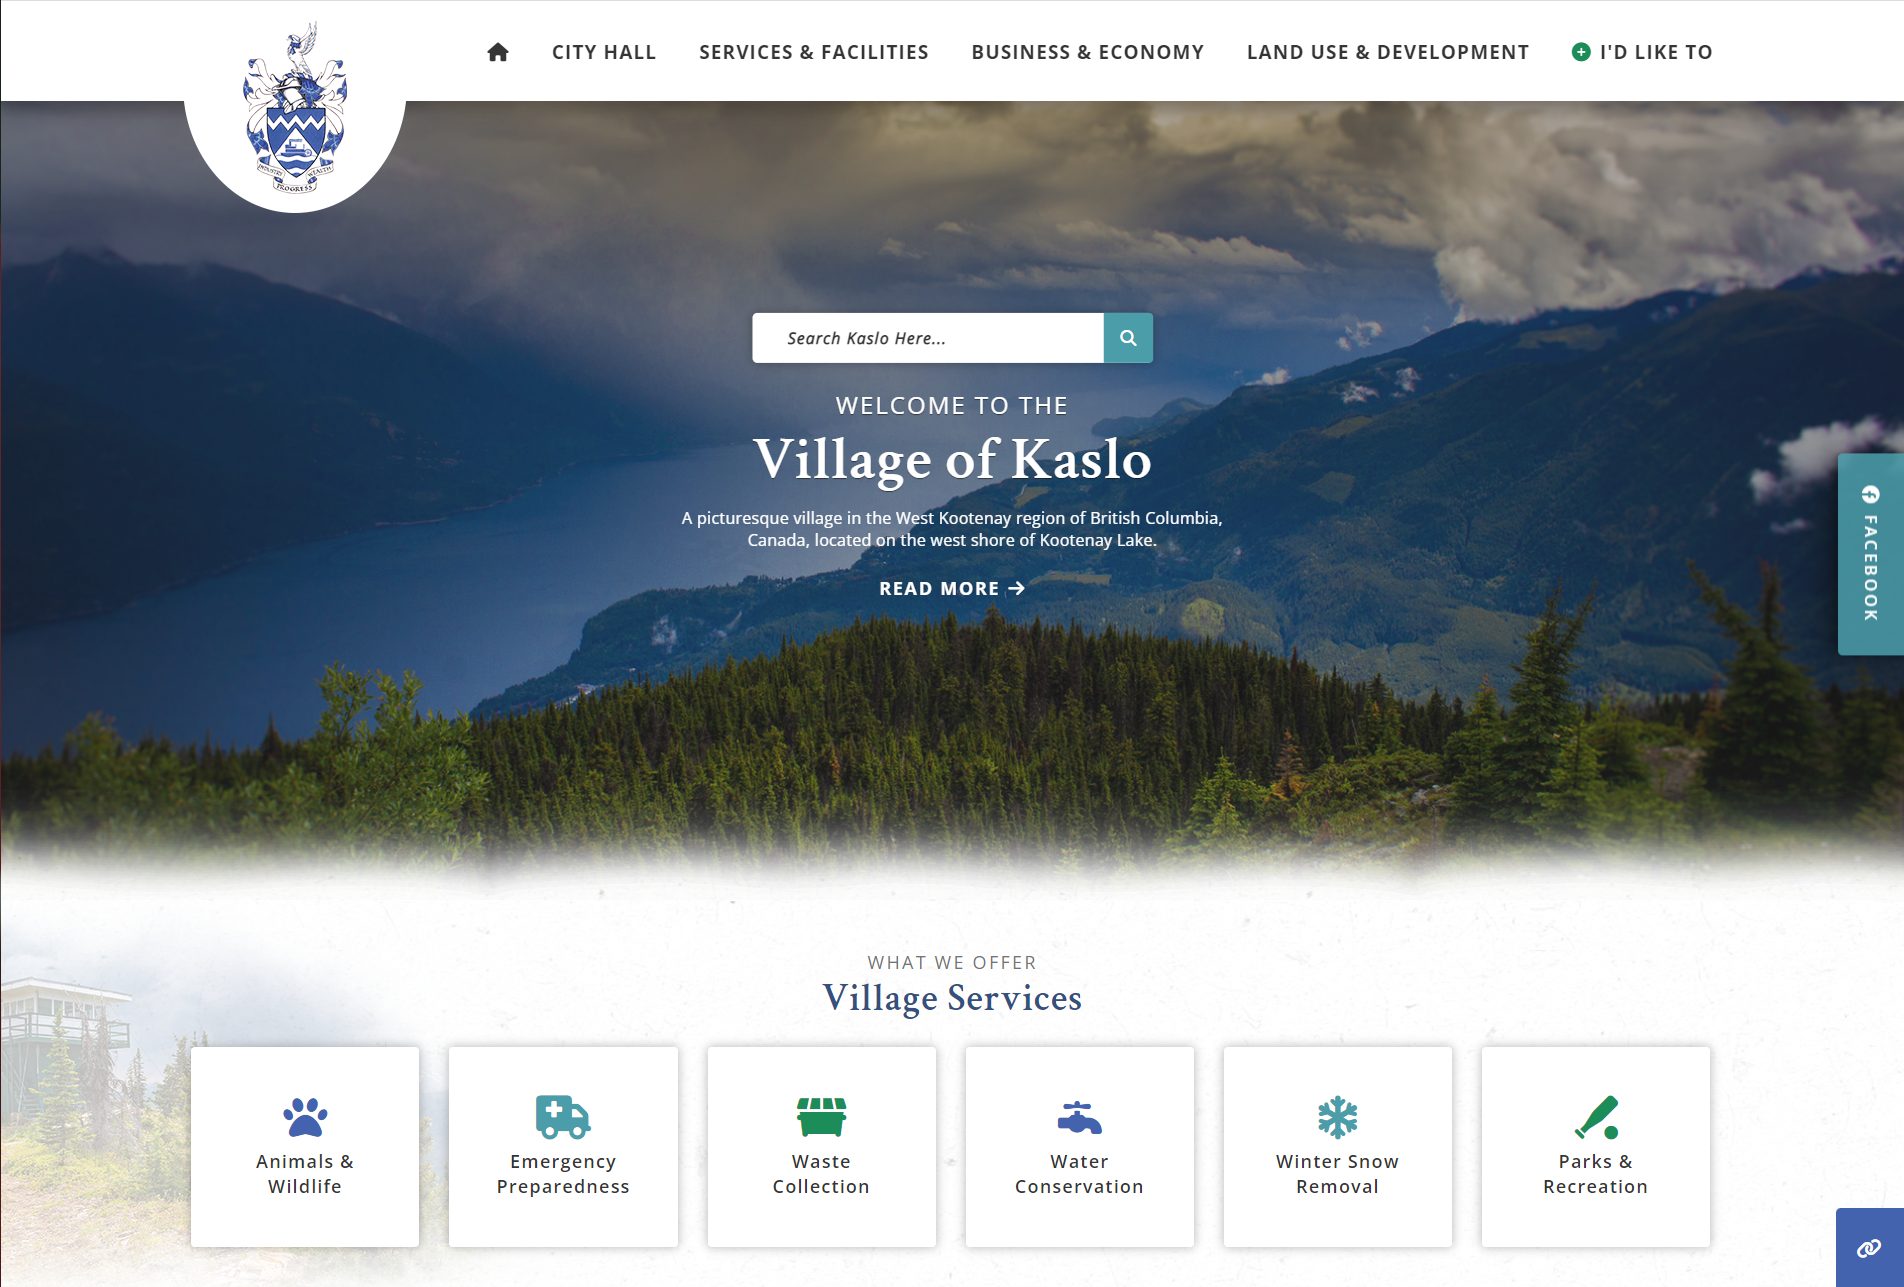 CITY HALL
SERVICES & FACILITIES
BUSINESS & ECONOMY
LAND USE & DEVELOPMENT
I'D LIKE TO
INDUSTRY
WEALTH
PROGRESS
Search Kaslo Here...
WELCOME TO THE
Village of Kaslo
A picturesque village in the West Kootenay region of British Columbia,
Canada, located on the west shore of Kootenay Lake.
READ MORE
FACEBOOK
WHAT WE OFFER
Village Services
Animals &
Wildlife
Emergency
Preparedness
Waste
Collection
Water
Conservation
Winter Snow
Removal
Parks &
Recreation